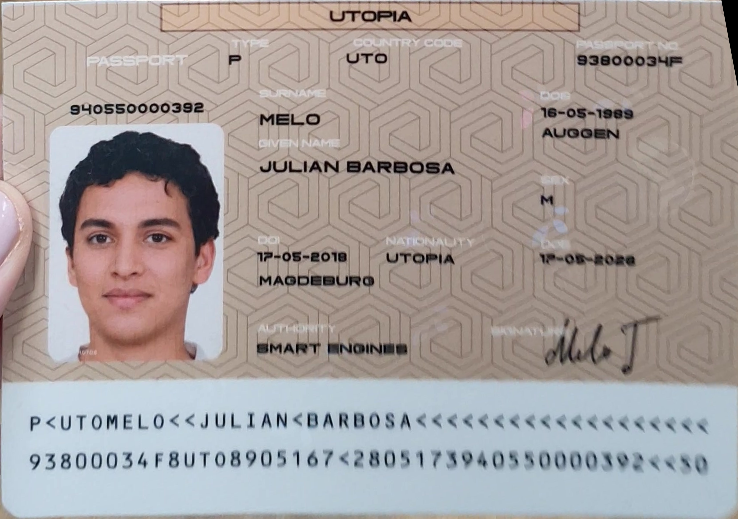 UTOPIA
PASSPORT
TYPE COUNTRY CODE PASSPORT NO.
P UTO 93800034F
940550000392
SURNAME
MELO
DOB
16-05-1989
AUGGEN
GIVEN NAME
JULIAN BARBOSA
SEX
M
DOI NATIONALITY DOE
17-05-2018 UTOPIA 17-05-2028
MAGDEBURG
AUTHORITY SIGNATURE
SMART ENGINES
Melo J
P<UTOMELO<<JULIAN<BARBOSA<<<<<<<<<<<<<<<<<<<
93800034F8UTO8905167<2805173940550000392<<50